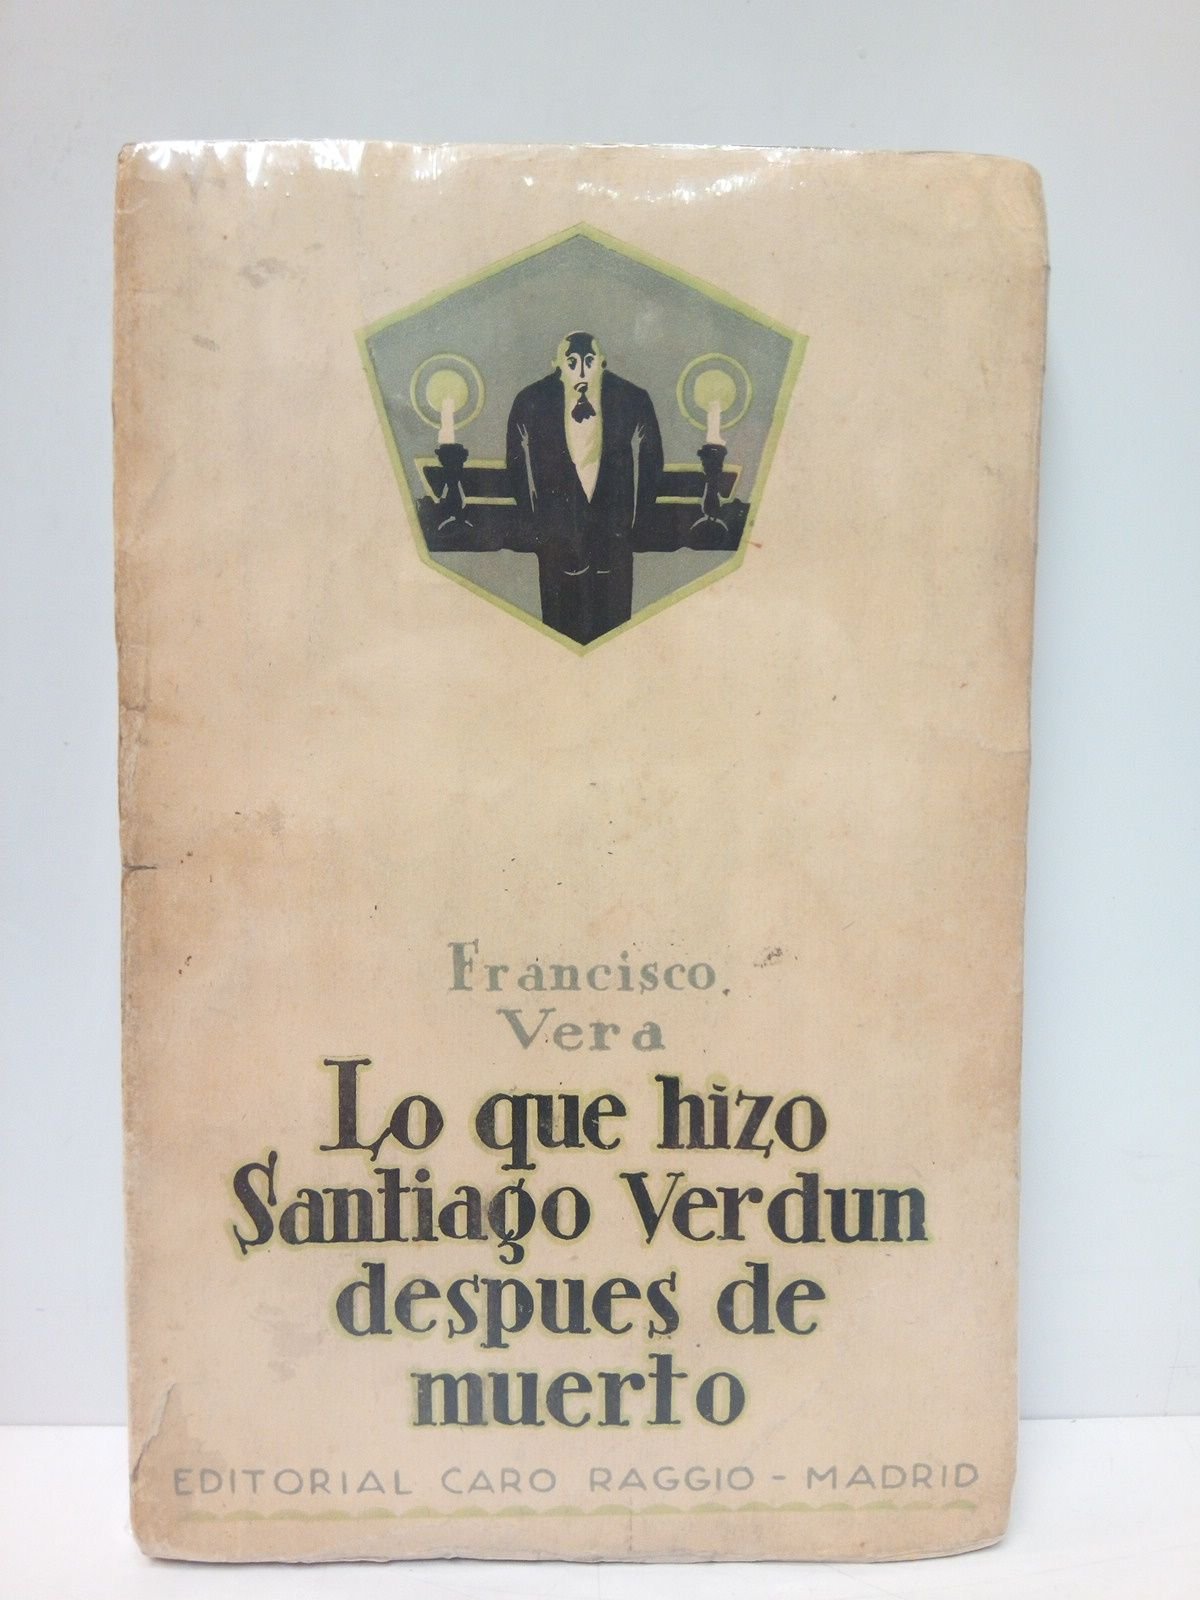 Francisco
Vera
Lo que hizo
Santiago Verdun
despues de
muerto
EDITORIAL CARO RAGGIO - MADRID